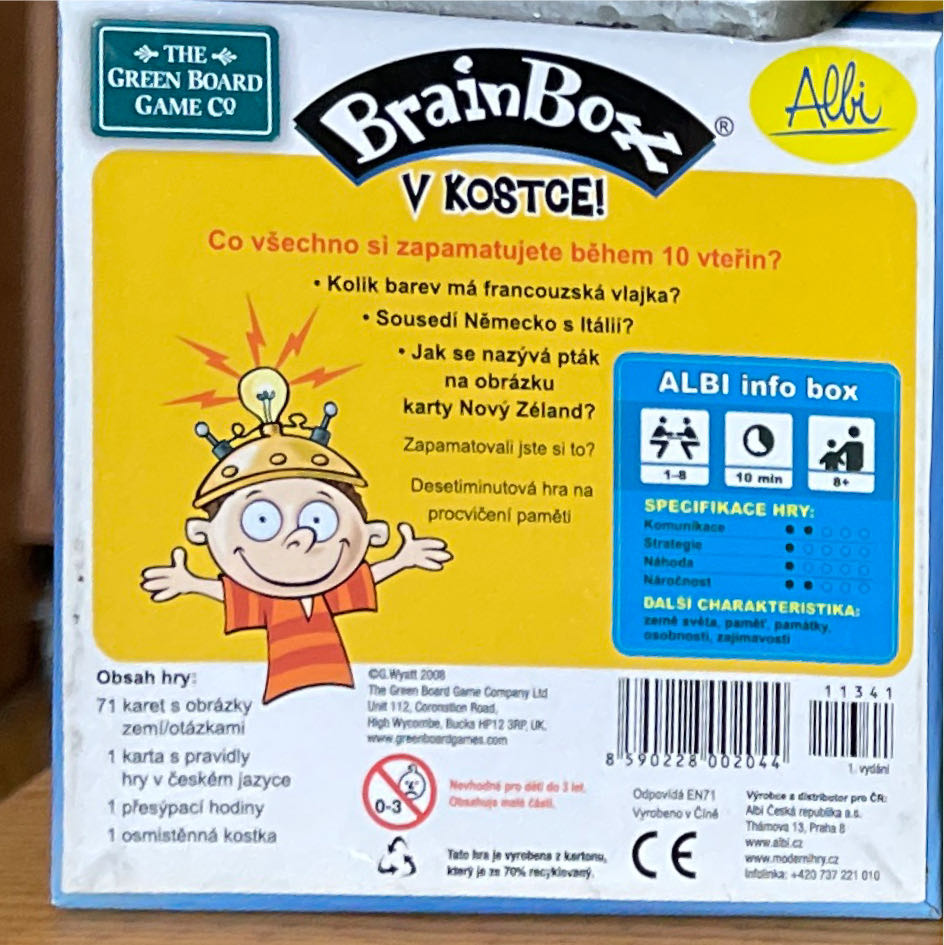 THE
GREEN BOARD
GAME CO
BrainBox®
V KOSTCE!
Albi
Co všechno si zapamatujete během 10 vteřin?
• Kolik barev má francouzská vlajka?
• Sousedí Německo s Itálií?
• Jak se nazývá pták
na obrázku
karty Nový Zéland?
Zapamatovali jste si to?
Desetiminutová hra na
procvičení paměti
ALBI info box
1–8
10 min
8+
SPECIFIKACE HRY:
Komunikace
Strategie
Náhoda
Náročnost
DALŠÍ CHARAKTERISTIKA:
země světa, paměť, památky,
osobnosti, zajímavosti
Obsah hry:
71 karet s obrázky
zemí/otázkami
1 karta s pravidly
hry v českém jazyce
1 přesýpací hodiny
1 osmistěnná kostka
©G.Wyatt 2008
The Green Board Game Company Ltd
Unit 112, Coronation Road,
High Wycombe, Bucks HP12 3RP, UK.
www.greenboardgames.com
0-3
Nevhodné pro děti do 3 let.
Obsahuje malé části.
Tato hra je vyrobena z kartonu,
který je ze 70% recyklovaný.
8 590228 002044
11341
1. vydání
Odpovídá EN71
Vyrobeno v Číně
CE
Výrobce a distributor pro ČR:
Albi Česká republika a.s.
Thámova 13, Praha 8
www.albi.cz
www.modernihry.cz
Infolinka: +420 737 221 010